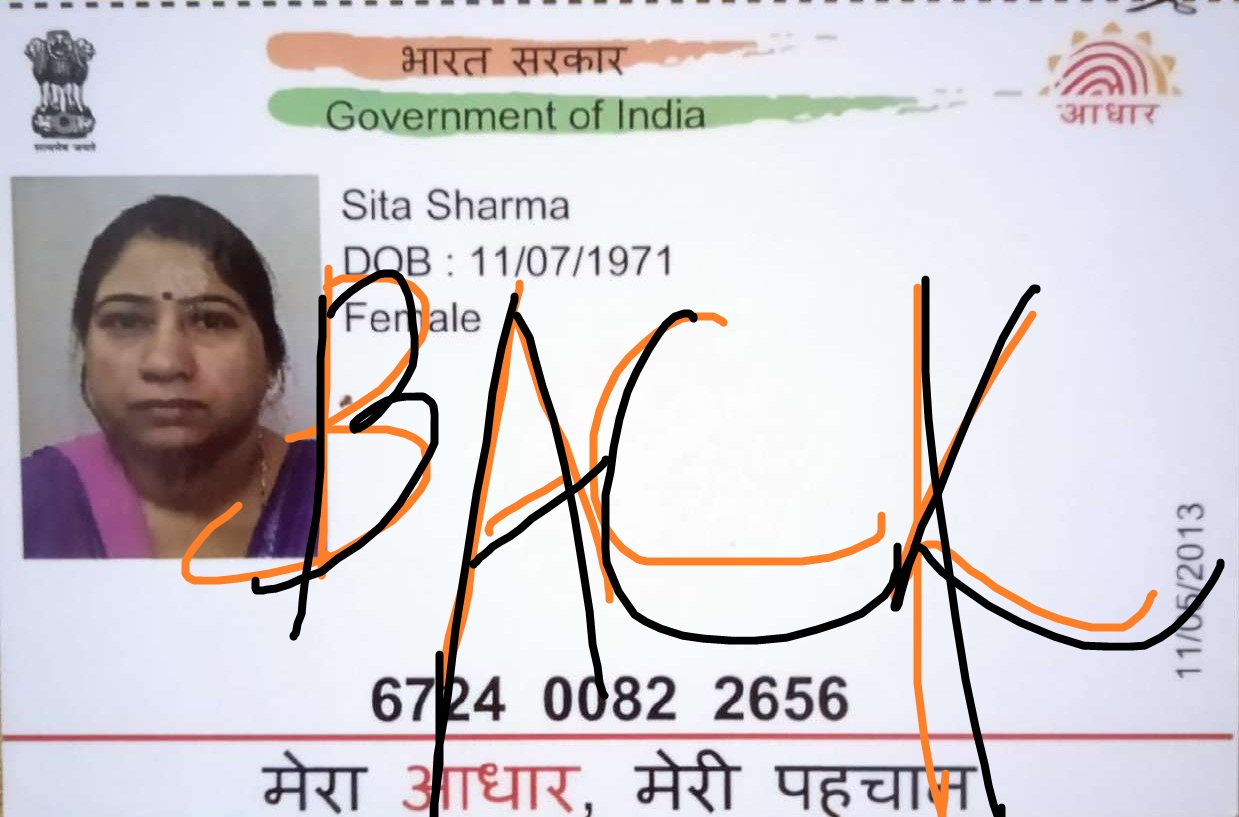 भारत सरकार
Government of India
आधार
सत्यमेव जयते
Sita Sharma
DOB : 11/07/1971
Female
BACK
11/05/2013
6724 0082 2656
मेरा आधार, मेरी पहचान